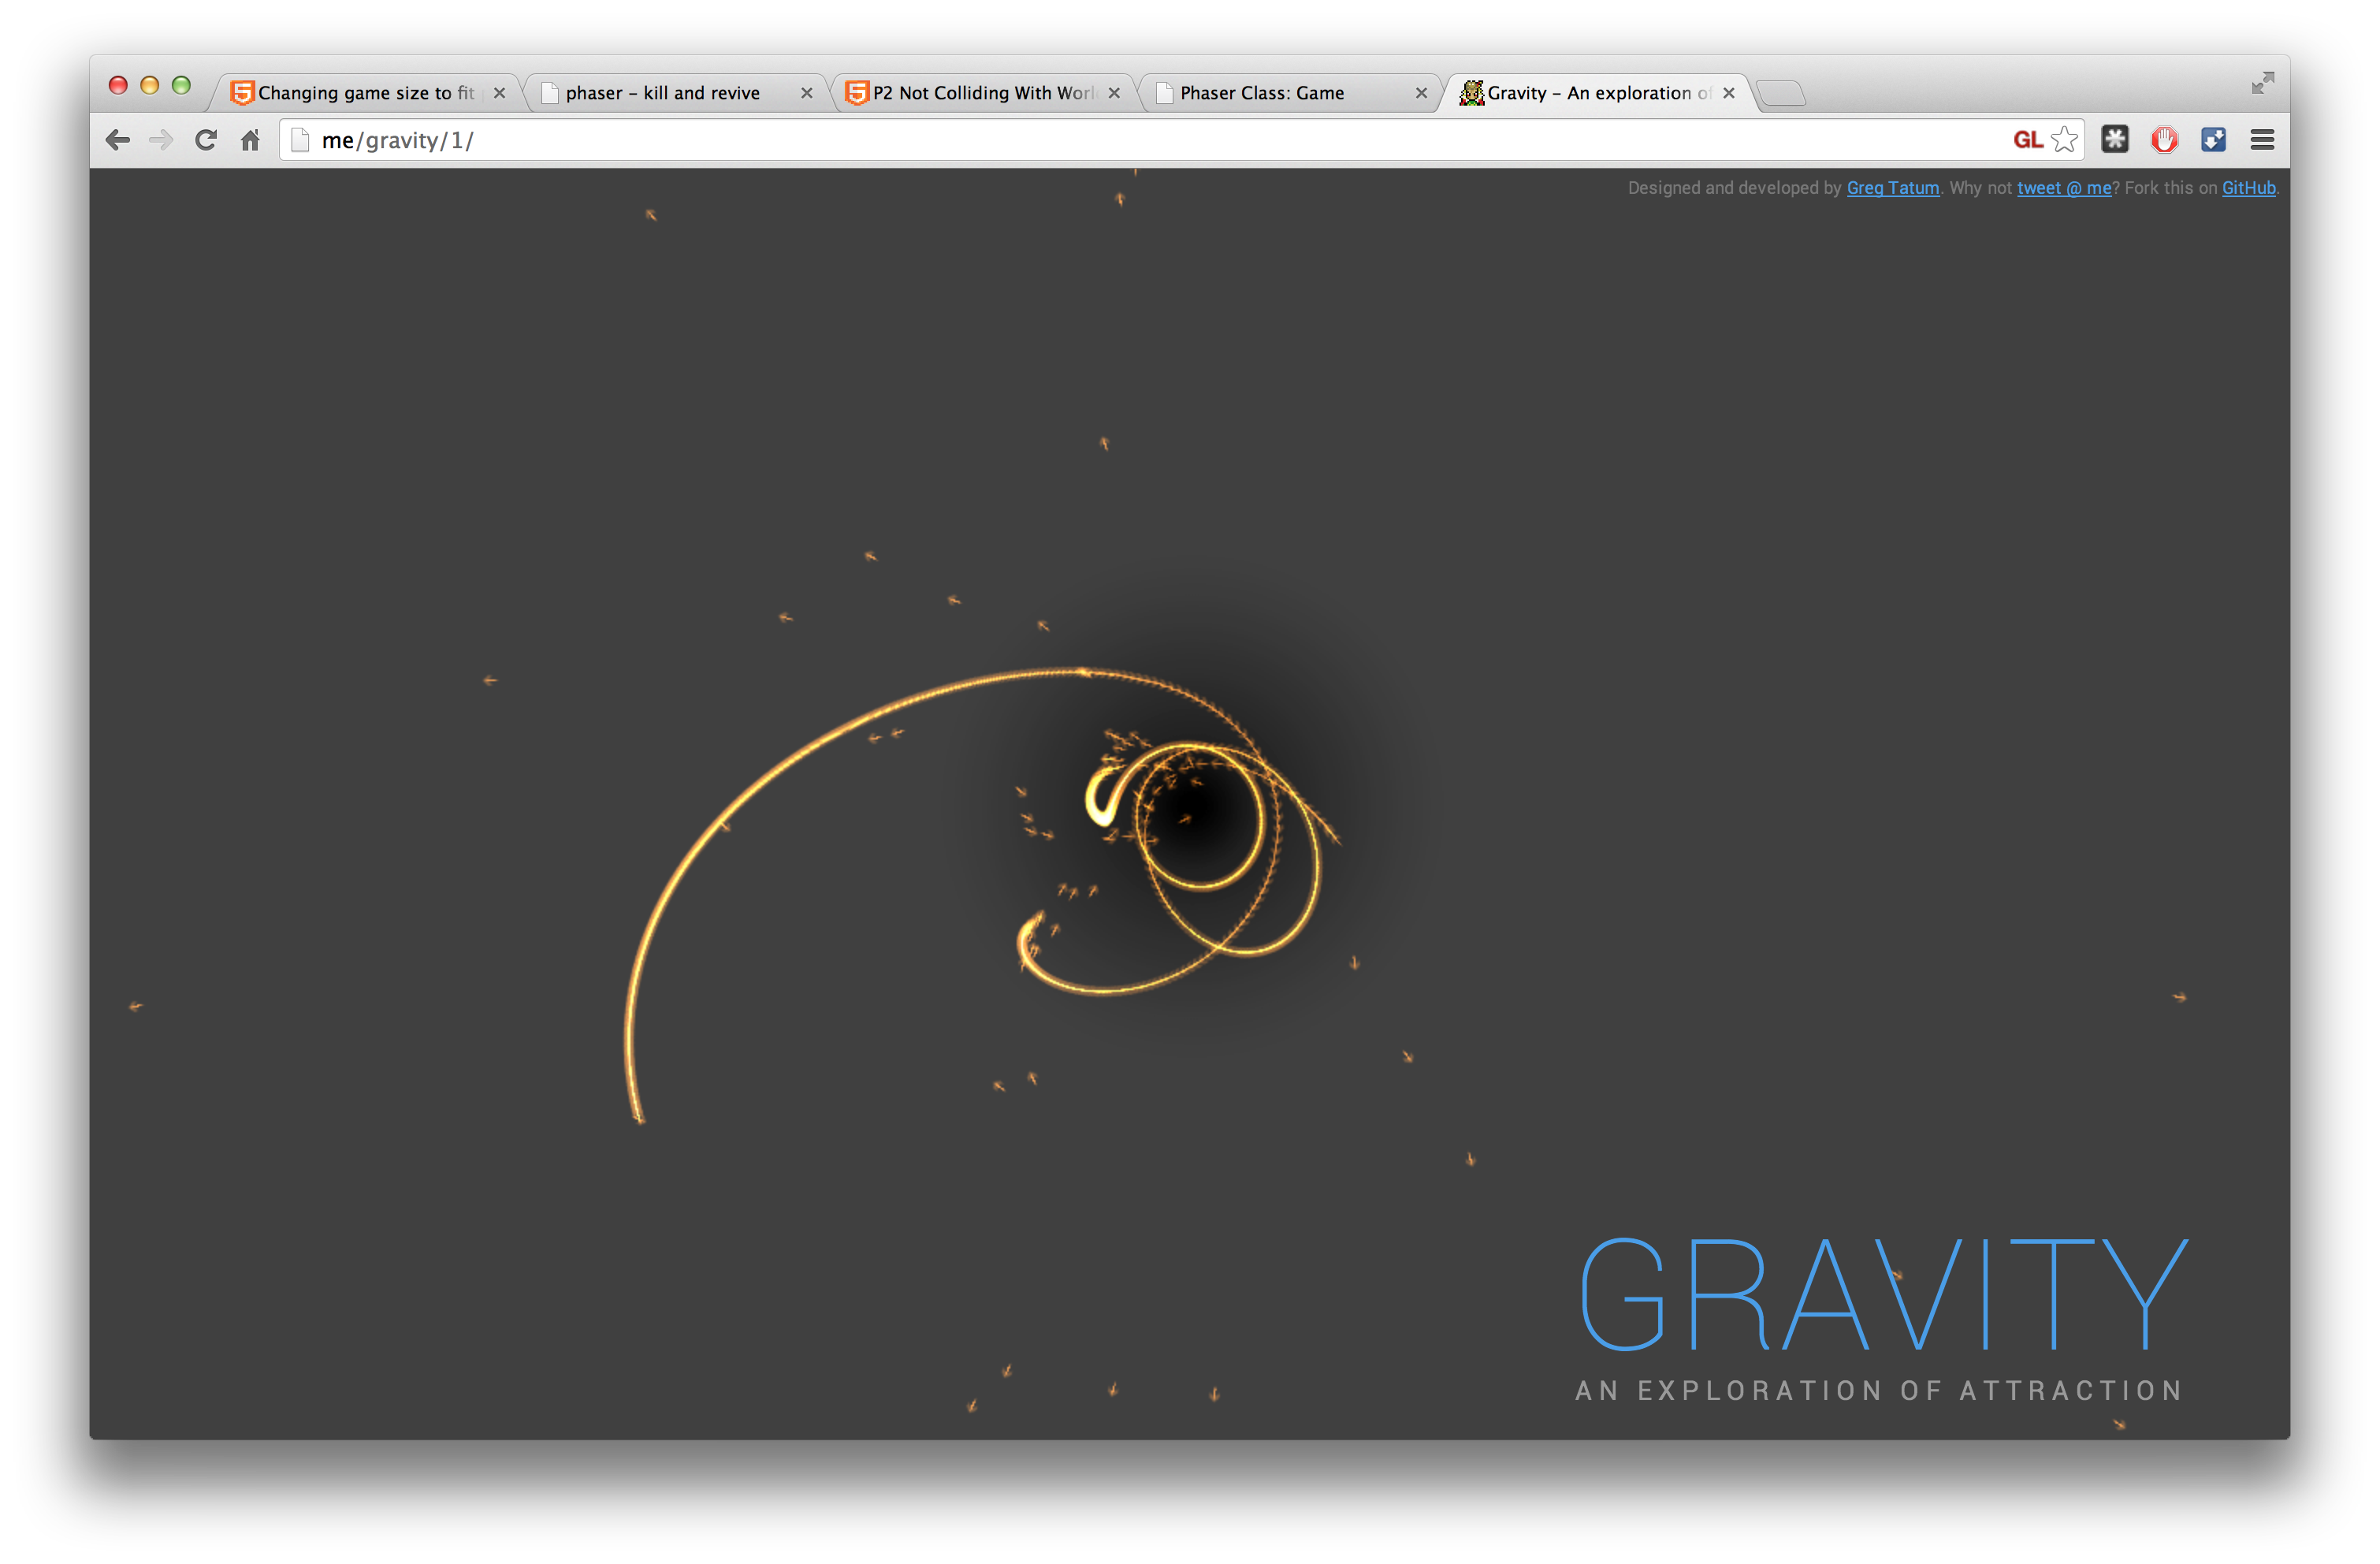 Changing game size to fit
phaser – kill and revive
P2 Not Colliding With Worl
Phaser Class: Game
Gravity – An exploration of
me/gravity/1/
GL
Designed and developed by Greg Tatum. Why not tweet @ me? Fork this on GitHub.
GRAVITY
AN EXPLORATION OF ATTRACTION